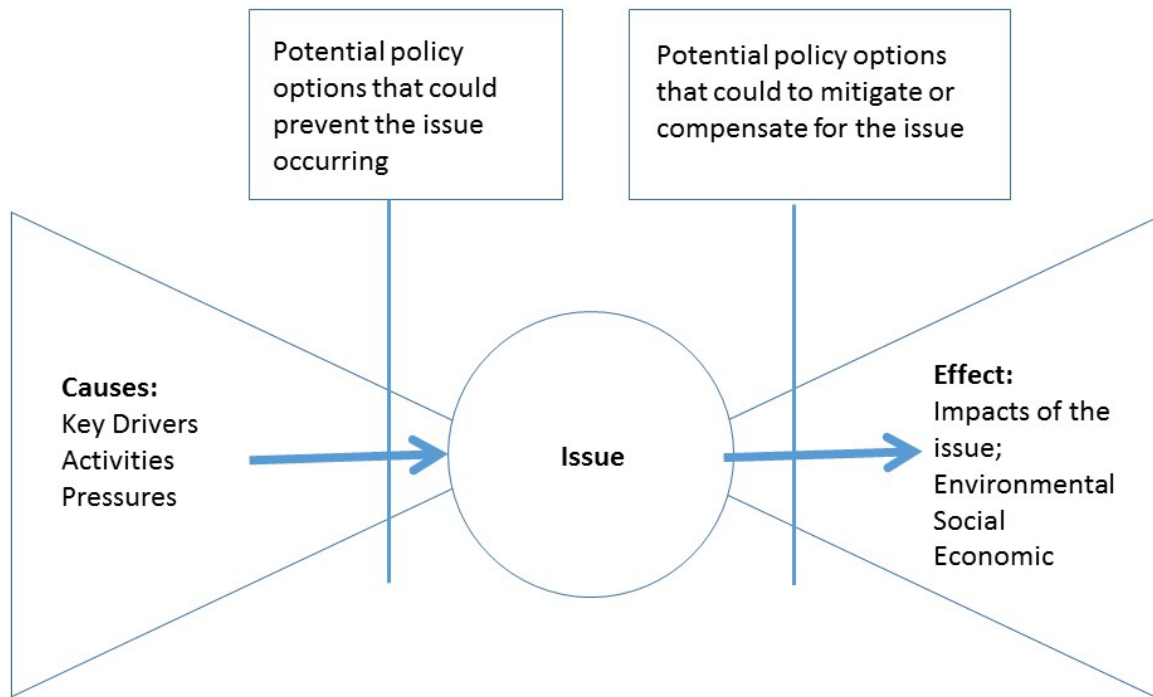 Potential policy
options that could
prevent the issue
occurring
Potential policy options
that could to mitigate or
compensate for the issue
Causes:
Key Drivers
Activities
Pressures
Issue
Effect:
Impacts of the
issue;
Environmental
Social
Economic